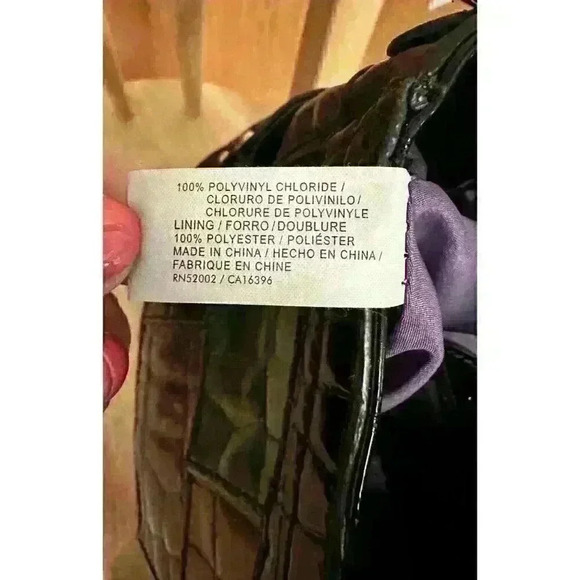 100% POLYVINYL CHLORIDE /
CLORURO DE POLIVINILO /
CHLORURE DE POLYVINYLE
LINING / FORRO / DOUBLURE
100% POLYESTER / POLIÉSTER
MADE IN CHINA / HECHO EN CHINA /
FABRIQUE EN CHINE
RN52002 / CA16396